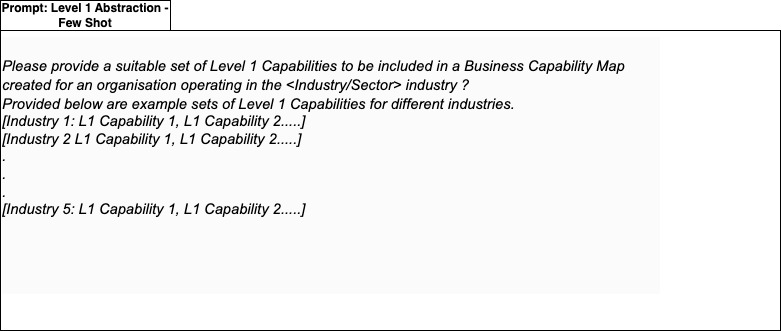 Prompt: Level 1 Abstraction -
Few Shot
Please provide a suitable set of Level 1 Capabilities to be included in a Business Capability Map
created for an organisation operating in the <Industry/Sector> industry ?
Provided below are example sets of Level 1 Capabilities for different industries.
[Industry 1: L1 Capability 1, L1 Capability 2.....]
[Industry 2 L1 Capability 1, L1 Capability 2.....]
.
.
.
[Industry 5: L1 Capability 1, L1 Capability 2.....]